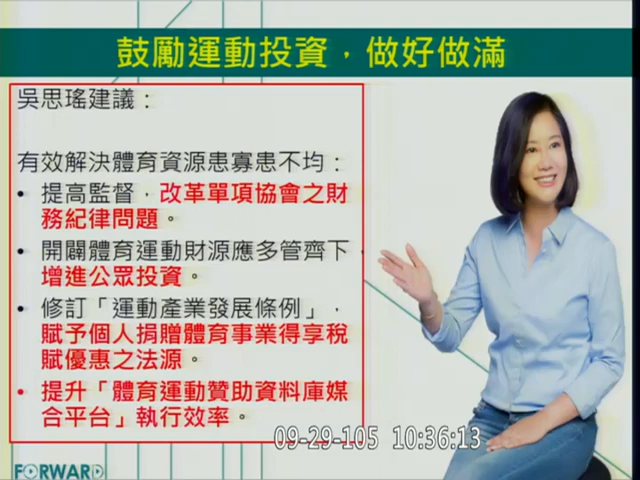 鼓勵運動投資，做好做滿
吳思瑤建議：
有效解決體育資源患寡患不均：
• 提高監督，改革單項協會之財
務紀律問題。
• 開闢體育運動財源應多管齊下，
增進公眾投資。
• 修訂「運動產業發展條例」，
賦予個人捐贈體育事業得享稅
賦優惠之法源。
• 提升「體育運動贊助資料庫媒
合平台」執行效率。
09-29-105 10:36:13
FORWARD